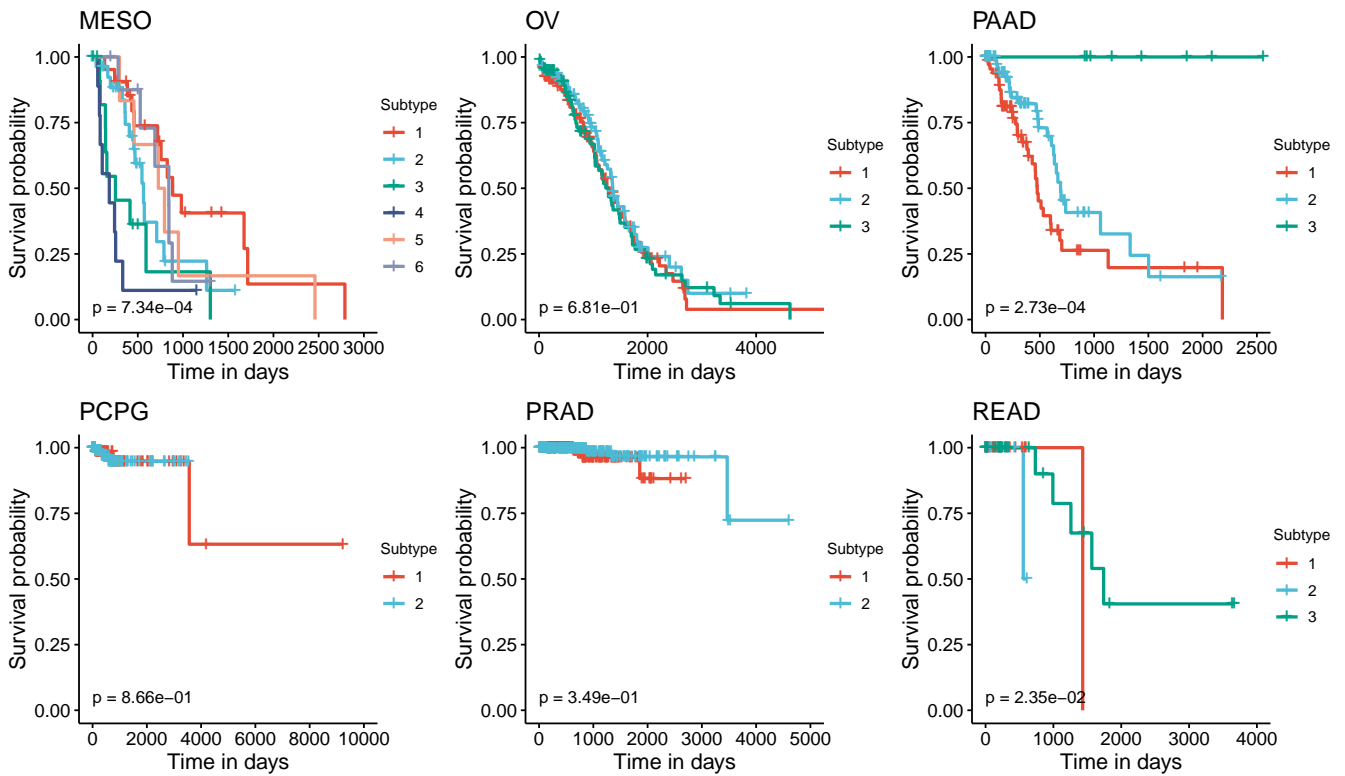 MESO
Survival probability
1.00
0.75
0.50
0.25
0.00
p = 7.34e−04
0 500 1000 1500 2000 2500 3000
Time in days
Subtype
1
2
3
4
5
6
OV
Survival probability
1.00
0.75
0.50
0.25
0.00
p = 6.81e−01
0 2000 4000
Time in days
Subtype
1
2
3
PAAD
Survival probability
1.00
0.75
0.50
0.25
0.00
p = 2.73e−04
0 500 1000 1500 2000 2500
Time in days
Subtype
1
2
3
PCPG
Survival probability
1.00
0.75
0.50
0.25
0.00
p = 8.66e−01
0 2000 4000 6000 8000 10000
Time in days
Subtype
1
2
PRAD
Survival probability
1.00
0.75
0.50
0.25
0.00
p = 3.49e−01
0 1000 2000 3000 4000 5000
Time in days
Subtype
1
2
READ
Survival probability
1.00
0.75
0.50
0.25
0.00
p = 2.35e−02
0 1000 2000 3000 4000
Time in days
Subtype
1
2
3